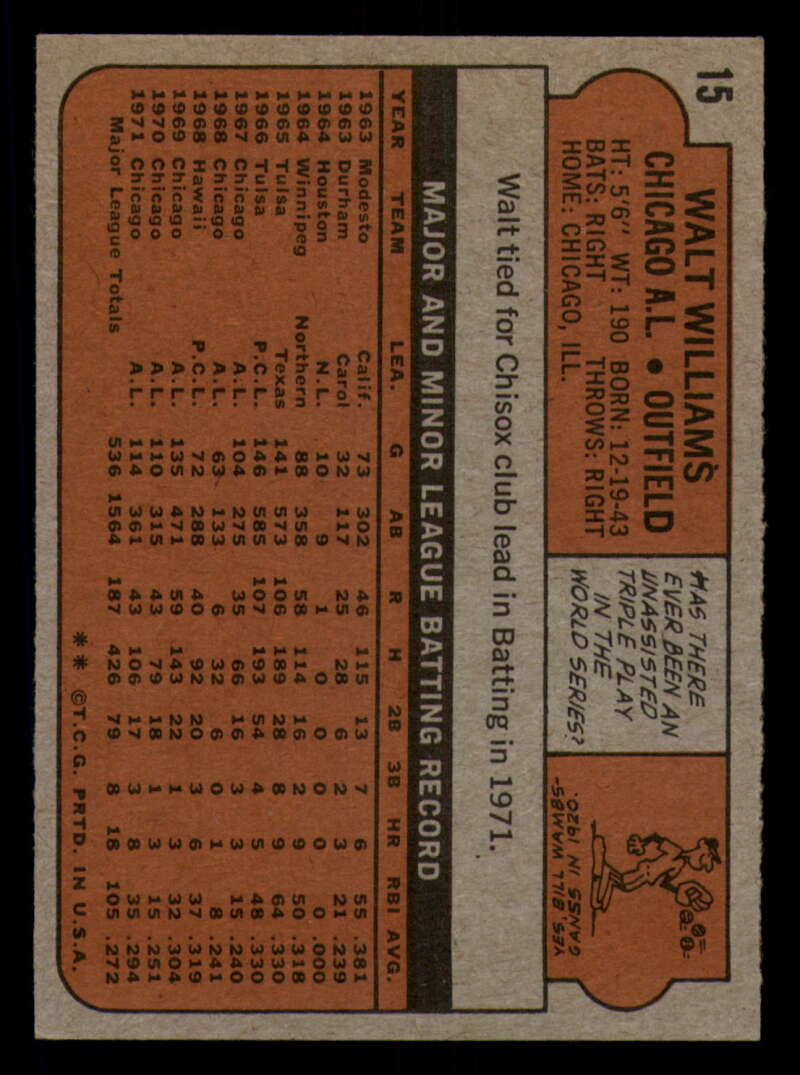 15
WALT WILLIAMS
CHICAGO A.L. • OUTFIELD
HT: 5'6" WT: 190 BORN: 12-19-43
BATS: RIGHT THROWS: RIGHT
HOME: CHICAGO, ILL.
HAS THERE
EVER BEEN AN
UNASSISTED
TRIPLE PLAY
IN THE
WORLD SERIES?
YES, BILL WAMBS-
GANSS IN 1920.
Walt tied for Chisox club lead in Batting in 1971.
MAJOR AND MINOR LEAGUE BATTING RECORD
YEAR TEAM LEA. G AB R H 2B 3B HR RBI AVG.
1963 Modesto Calif. 73 302 46 115 13 7 6 55 .381
1963 Durham Carol 32 117 25 28 6 2 3 21 .239
1964 Houston N.L. 10 9 1 0 0 0 0 0 .000
1964 Winnipeg Northern 88 358 58 114 16 2 9 50 .318
1965 Tulsa Texas 141 573 106 189 28 8 9 64 .330
1966 Tulsa P.C.L. 146 585 107 193 54 4 5 48 .330
1967 Chicago A.L. 104 275 35 66 16 3 3 15 .240
1968 Chicago A.L. 63 133 6 32 6 0 1 8 .241
1968 Hawaii P.C.L. 72 288 40 92 20 3 6 37 .319
1969 Chicago A.L. 135 471 59 143 22 1 3 32 .304
1970 Chicago A.L. 110 315 43 79 18 1 3 15 .251
1971 Chicago A.L. 114 361 43 106 17 3 8 35 .294
Major League Totals 536 1564 187 426 79 8 18 105 .272
** ©T.C.G. PRTD. IN U.S.A.